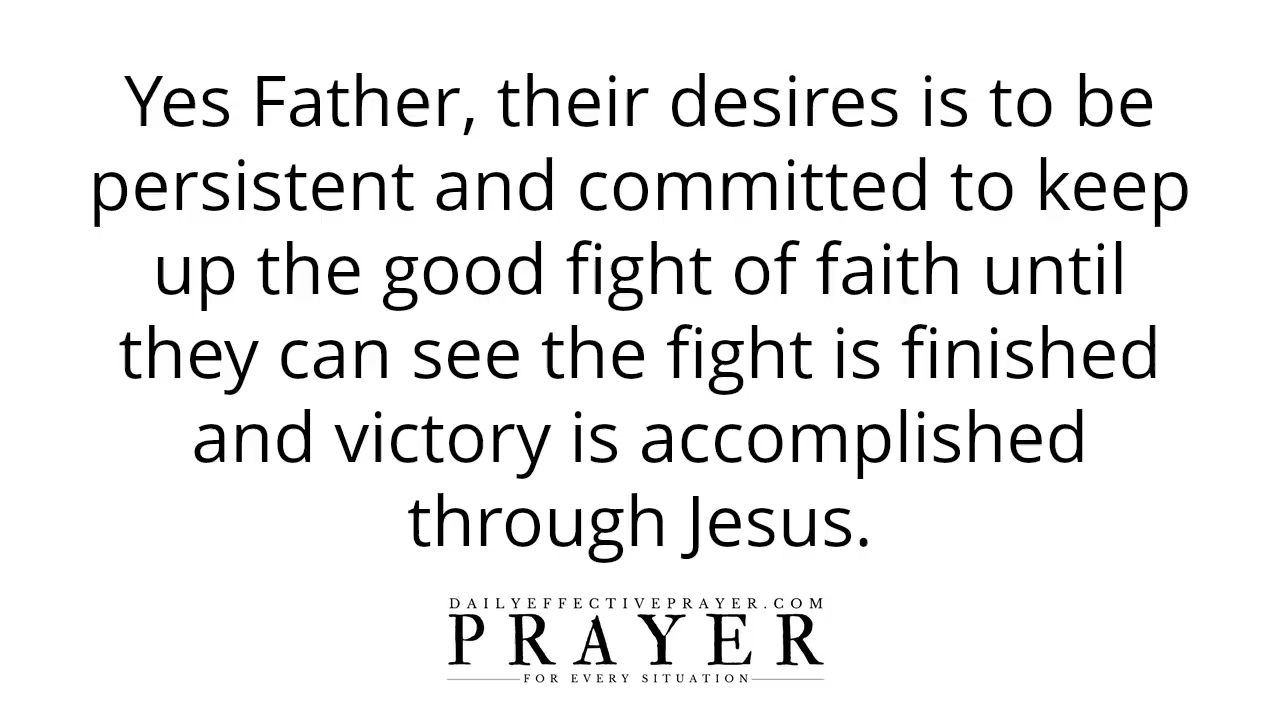 Yes Father, their desires is to be
persistent and committed to keep
up the good fight of faith until
they can see the fight is finished
and victory is accomplished
through Jesus.
DAILYEFFECTIVEPRAYER.COM
PRAYER
FOR EVERY SITUATION